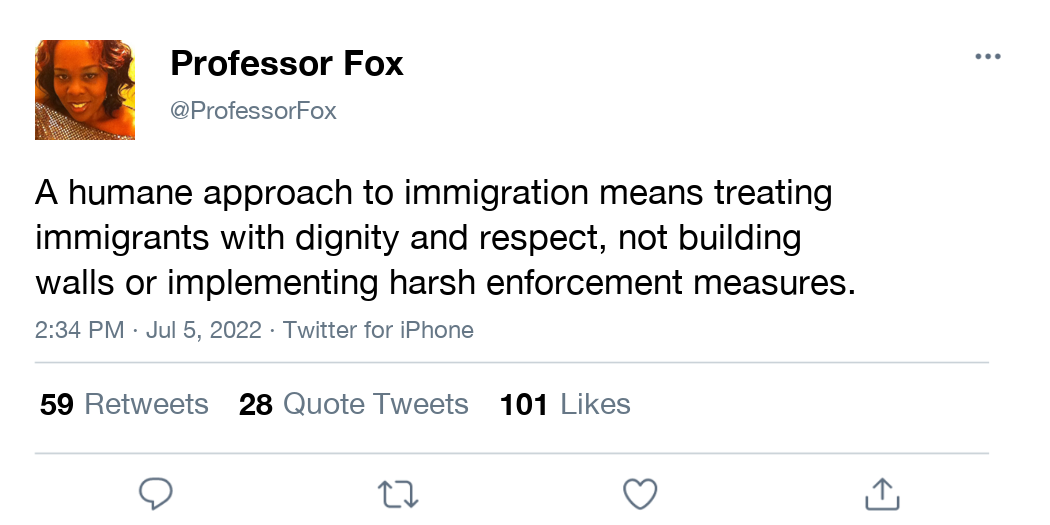 Professor Fox
@ProfessorFox
A humane approach to immigration means treating
immigrants with dignity and respect, not building
walls or implementing harsh enforcement measures.
2:34 PM · Jul 5, 2022 · Twitter for iPhone
59 Retweets 28 Quote Tweets 101 Likes